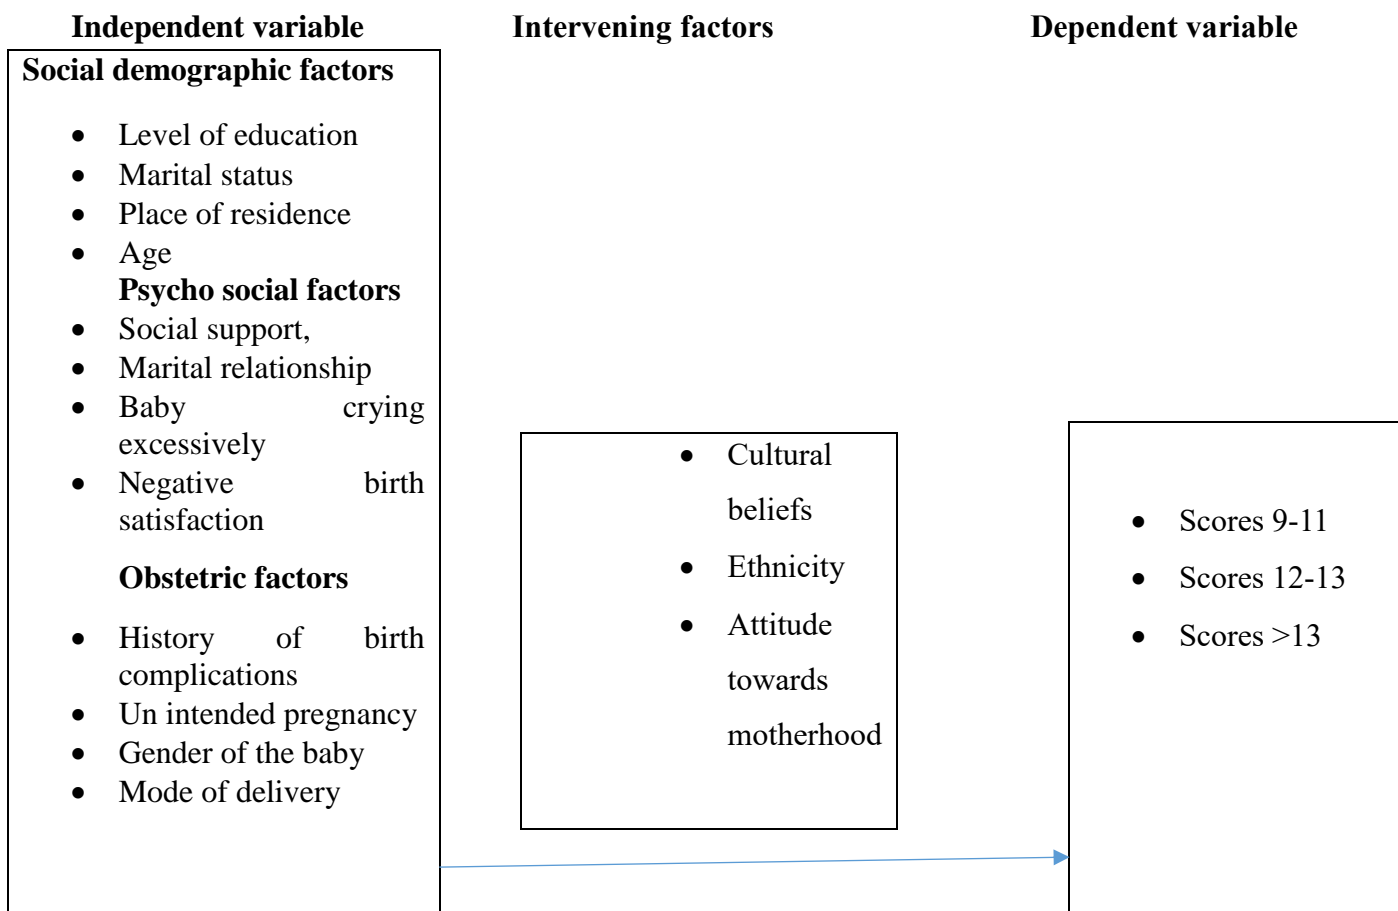 Independent variable
Intervening factors
Dependent variable
Social demographic factors
• Level of education
• Marital status
• Place of residence
• Age
Psycho social factors
• Social support,
• Marital relationship
• Baby crying
excessively
• Negative birth
satisfaction
Obstetric factors
• History of birth
complications
• Un intended pregnancy
• Gender of the baby
• Mode of delivery
• Cultural
beliefs
• Ethnicity
• Attitude
towards
motherhood
• Scores 9-11
• Scores 12-13
• Scores >13